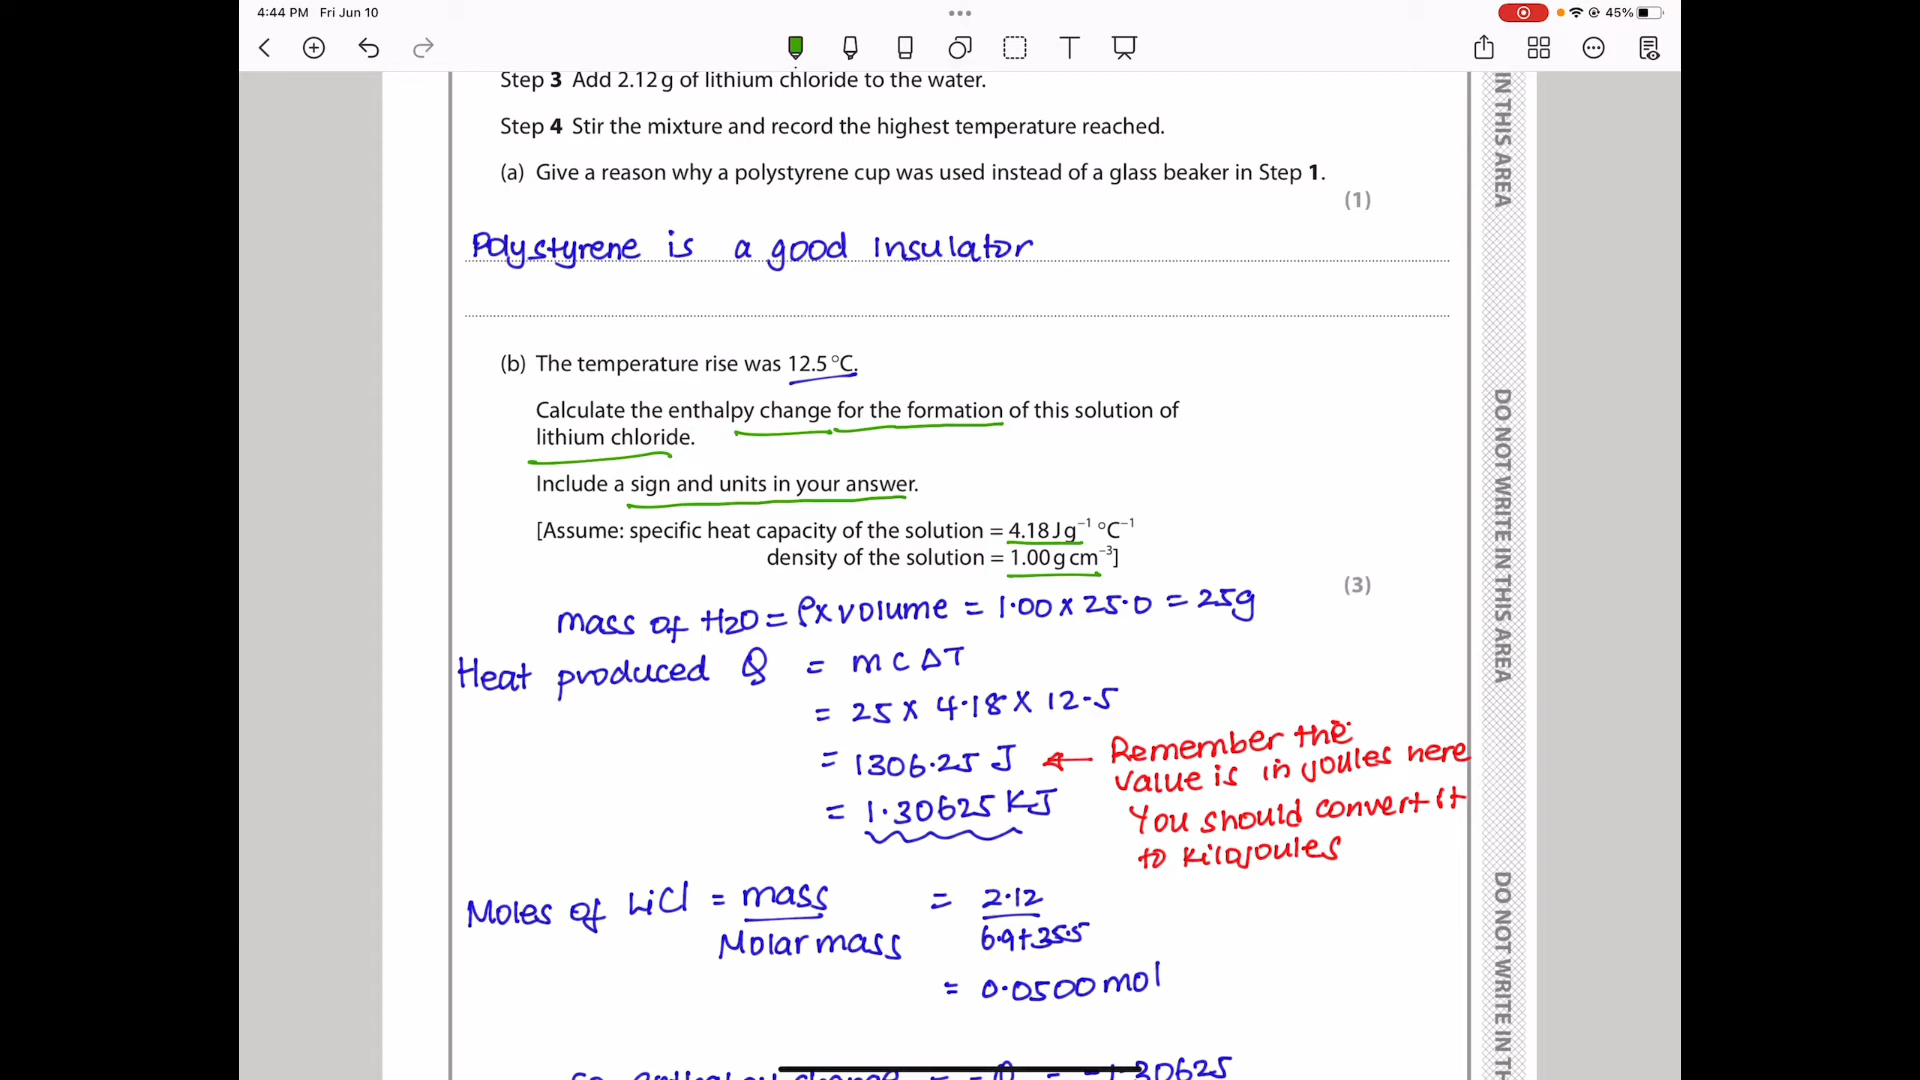 4:44 PM Fri Jun 10
45%
Step 3 Add 2.12 g of lithium chloride to the water.
Step 4 Stir the mixture and record the highest temperature reached.
(a) Give a reason why a polystyrene cup was used instead of a glass beaker in Step 1.
(1)
Polystyrene is a good insulator
(b) The temperature rise was 12.5 °C.
Calculate the enthalpy change for the formation of this solution of
lithium chloride.
Include a sign and units in your answer.
[Assume: specific heat capacity of the solution = 4.18 J g⁻¹ °C⁻¹
density of the solution = 1.00 g cm⁻³]
(3)
mass of H2O = ρ x volume = 1.00 x 25.0 = 25g
Heat produced Q = m c ΔT
= 25 x 4.18 x 12.5
= 1306.25 J ← Remember the
value is in joules here
= 1.30625 KJ
You should convert it
to kilojoules
Moles of LiCl = mass / Molar mass = 2.12 / 6.9+35.5
= 0.0500 mol
= - = -1.30625
IN THIS AREA
DO NOT WRITE IN THIS AREA
DO NOT WRITE IN TH